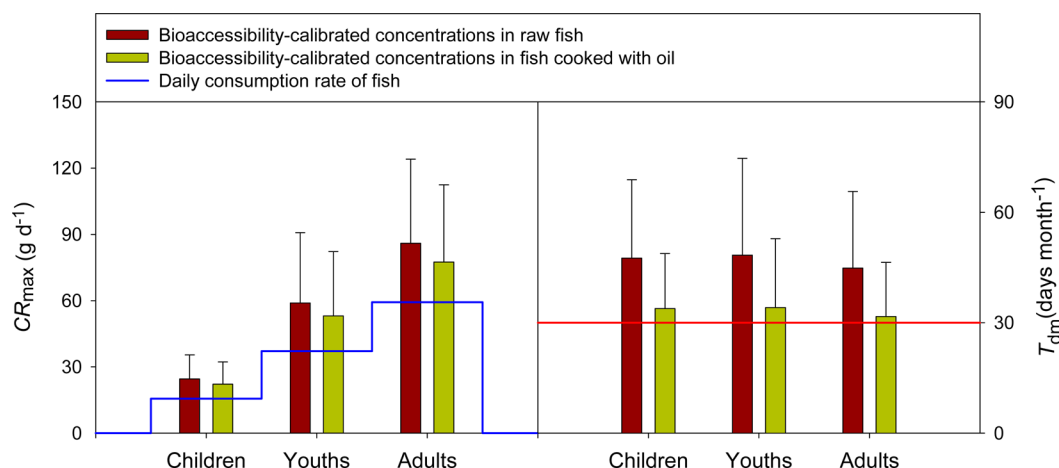 Bioaccessibility-calibrated concentrations in raw fish
Bioaccessibility-calibrated concentrations in fish cooked with oil
Daily consumption rate of fish
150
120
90
60
30
0
CRmax (g d-1)
90
60
30
0
Tdm(days month-1)
Children Youths Adults
Children Youths Adults